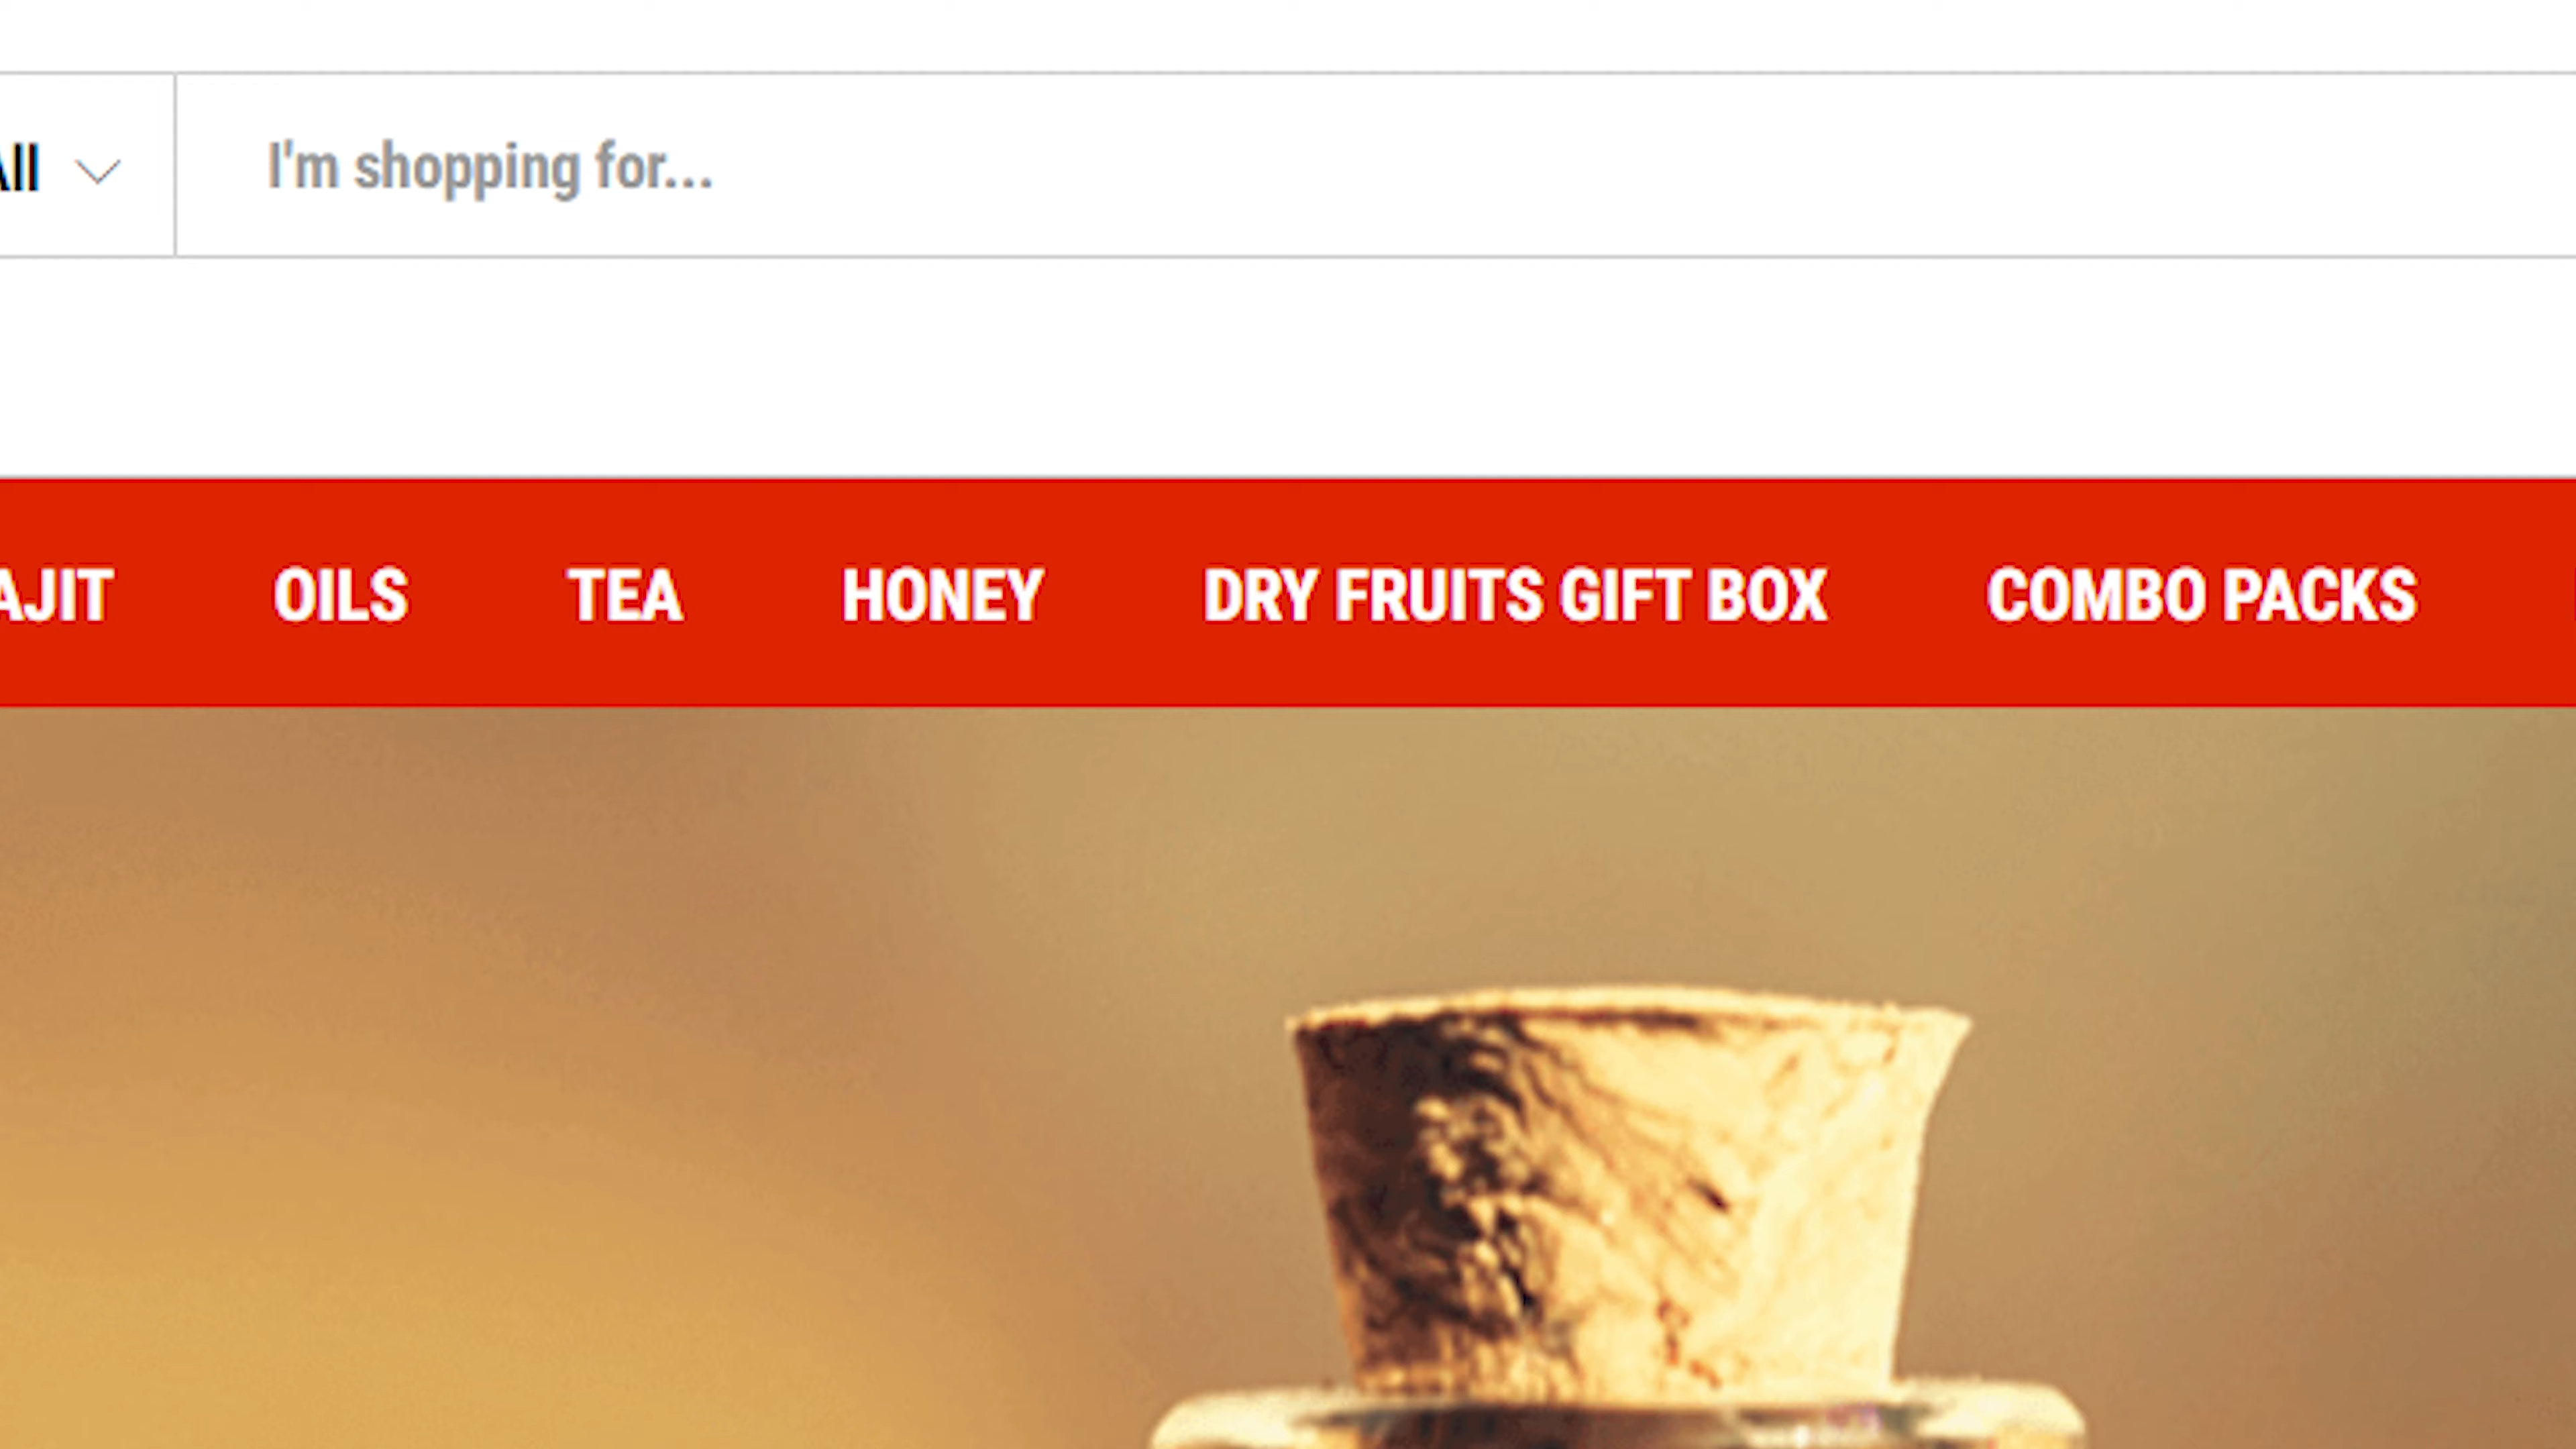 All I'm shopping for...
AJIT OILS TEA HONEY DRY FRUITS GIFT BOX COMBO PACKS